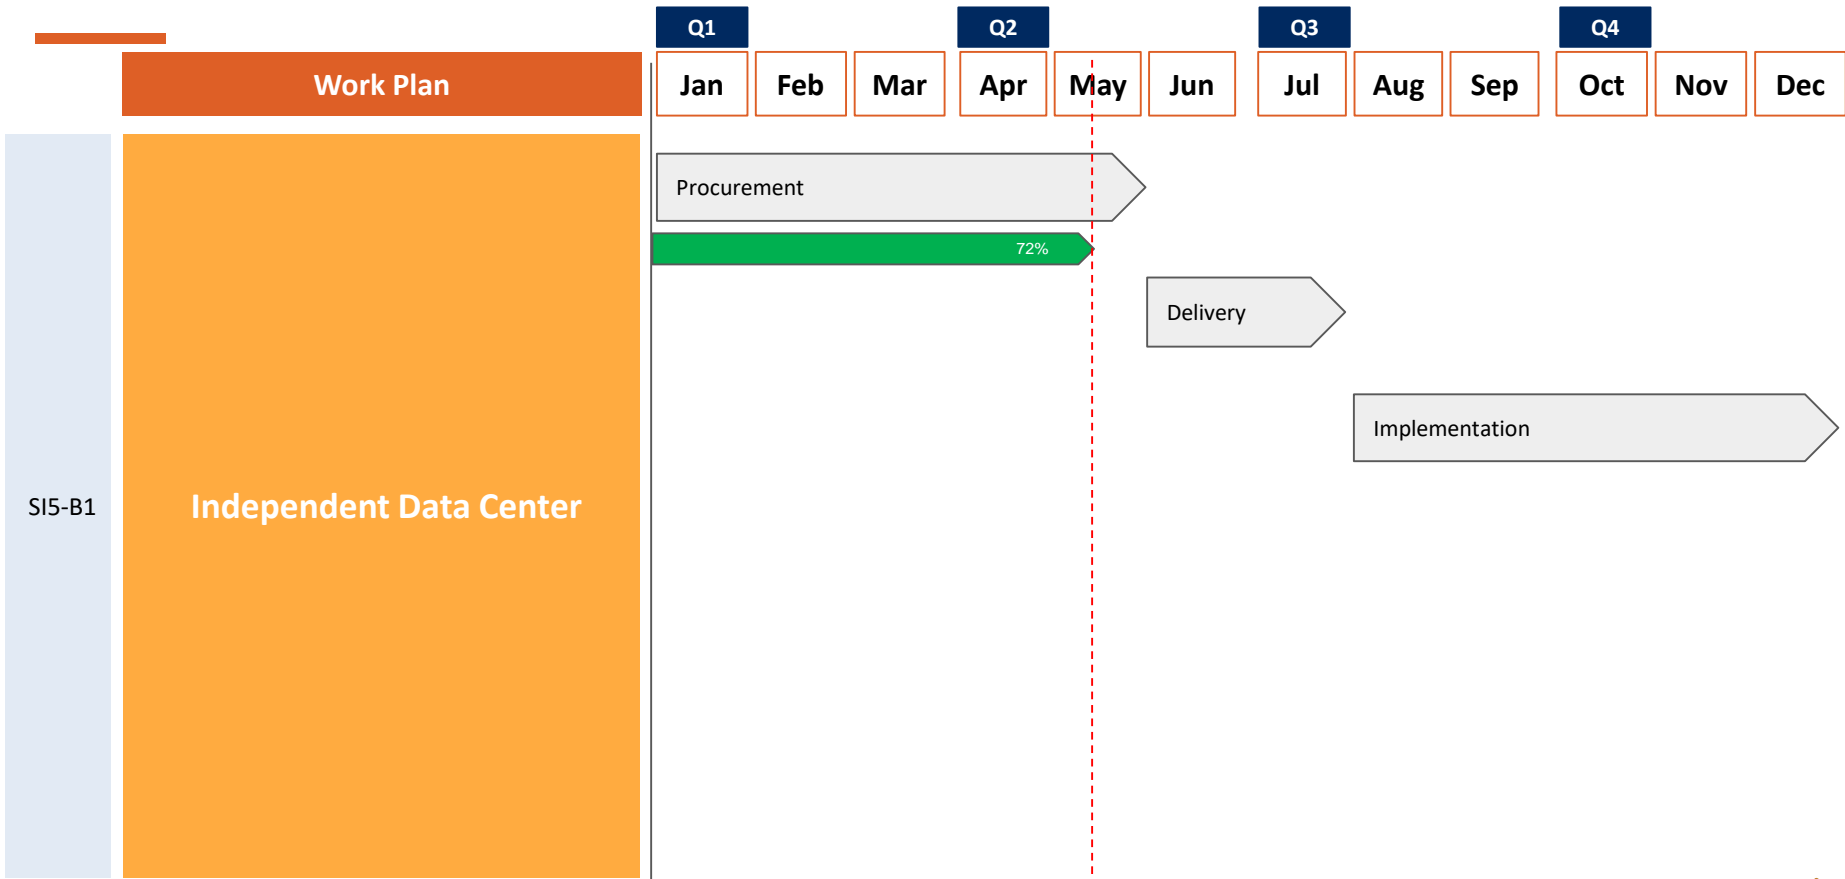 Q1 Q2 Q3 Q4
Work Plan Jan Feb Mar Apr May Jun Jul Aug Sep Oct Nov Dec
Procurement
72%
Delivery
Implementation
SI5-B1 Independent Data Center